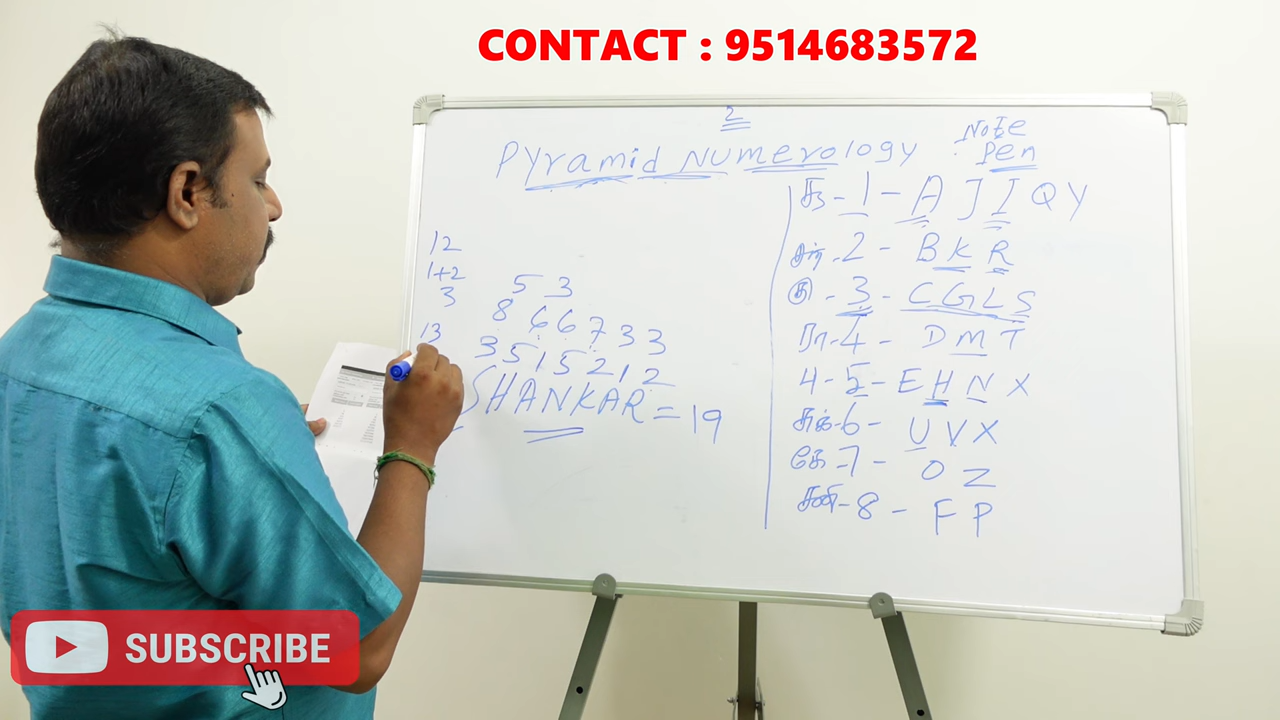 CONTACT : 9514683572
2
Pyramid Numerology
Note
Pen
12
1+2
3
13
5 3
8 6 6 7 3 3
3 5 1 5 2 1 2
SHANKAR = 19
1 - A J I Q Y
2 - B K R
3 - C G L S
ரா - 4 - D M T
4 - 5 - E H N X
சுக் - 6 - U V X
கே - 7 - O Z
சனி - 8 - F P
SUBSCRIBE